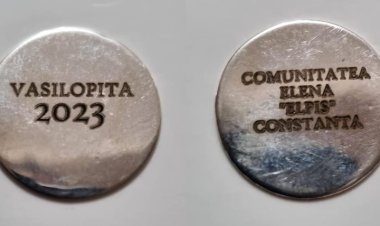 VASILOPITA
2023
COMUNITATEA
ELENA
"ELPIS"
CONSTANTA